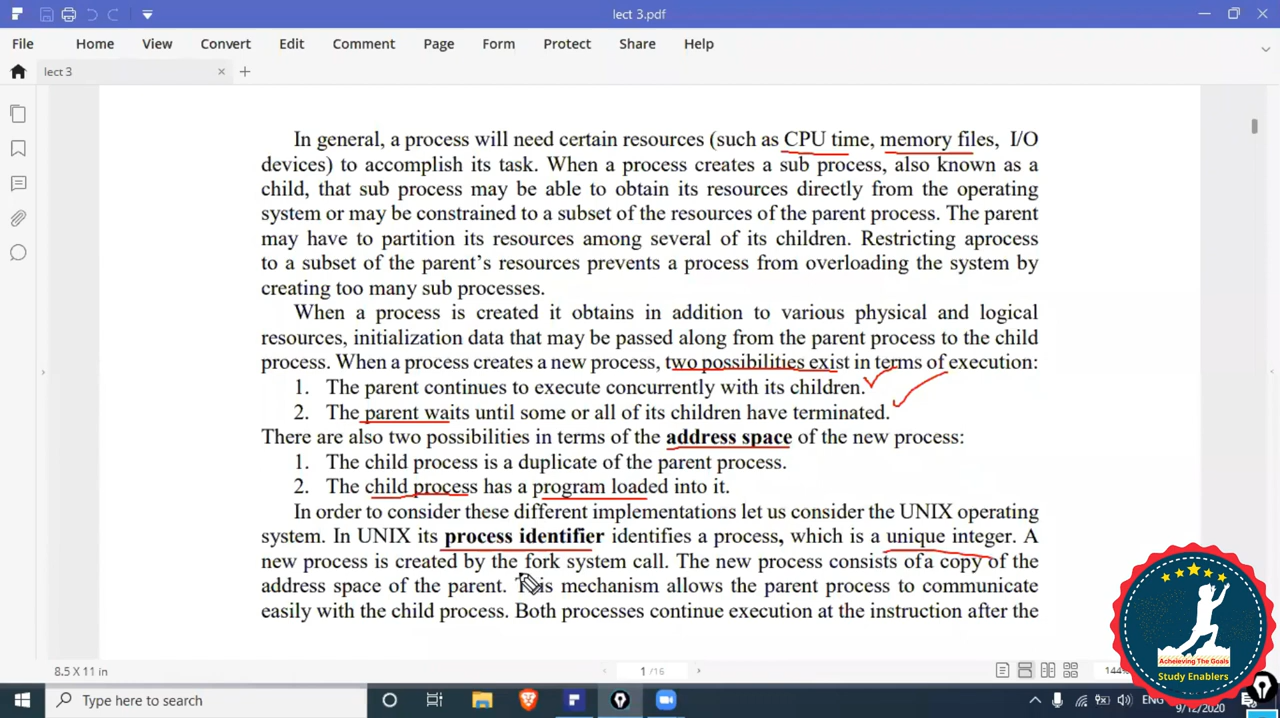 lect 3.pdf
File Home View Convert Edit Comment Page Form Protect Share Help
lect 3
In general, a process will need certain resources (such as CPU time, memory files, I/O
devices) to accomplish its task. When a process creates a sub process, also known as a
child, that sub process may be able to obtain its resources directly from the operating
system or may be constrained to a subset of the resources of the parent process. The parent
may have to partition its resources among several of its children. Restricting aprocess
to a subset of the parent's resources prevents a process from overloading the system by
creating too many sub processes.
When a process is created it obtains in addition to various physical and logical
resources, initialization data that may be passed along from the parent process to the child
process. When a process creates a new process, two possibilities exist in terms of execution:
1. The parent continues to execute concurrently with its children.
2. The parent waits until some or all of its children have terminated.
There are also two possibilities in terms of the address space of the new process:
1. The child process is a duplicate of the parent process.
2. The child process has a program loaded into it.
In order to consider these different implementations let us consider the UNIX operating
system. In UNIX its process identifier identifies a process, which is a unique integer. A
new process is created by the fork system call. The new process consists of a copy of the
address space of the parent. This mechanism allows the parent process to communicate
easily with the child process. Both processes continue execution at the instruction after the
Acheieving The Goals
Study Enablers
8.5 X 11 in
1 /16
144%
Type here to search
ENG
9/12/2020